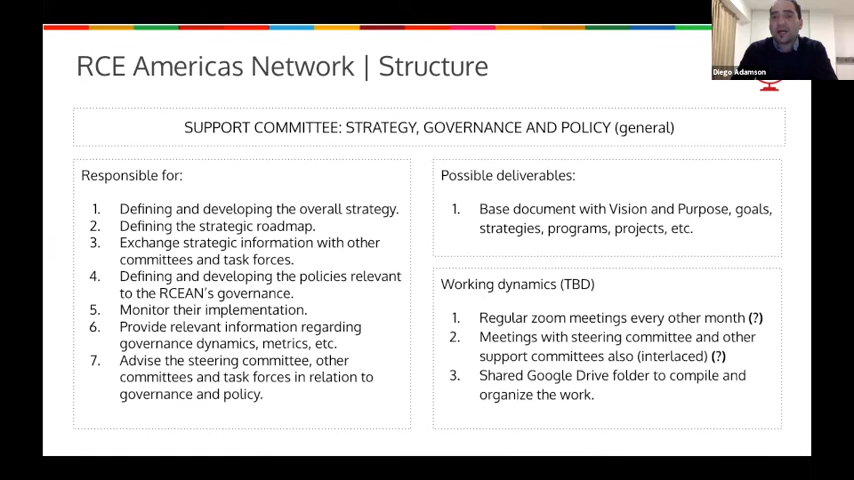 RCE Americas Network | Structure
Diego Adamson
SUPPORT COMMITTEE: STRATEGY, GOVERNANCE AND POLICY (general)
Responsible for:
1. Defining and developing the overall strategy.
2. Defining the strategic roadmap.
3. Exchange strategic information with other
committees and task forces.
4. Defining and developing the policies relevant
to the RCEAN's governance.
5. Monitor their implementation.
6. Provide relevant information regarding
governance dynamics, metrics, etc.
7. Advise the steering committee, other
committees and task forces in relation to
governance and policy.
Possible deliverables:
1. Base document with Vision and Purpose, goals,
strategies, programs, projects, etc.
Working dynamics (TBD)
1. Regular zoom meetings every other month (?)
2. Meetings with steering committee and other
support committees also (interlaced) (?)
3. Shared Google Drive folder to compile and
organize the work.